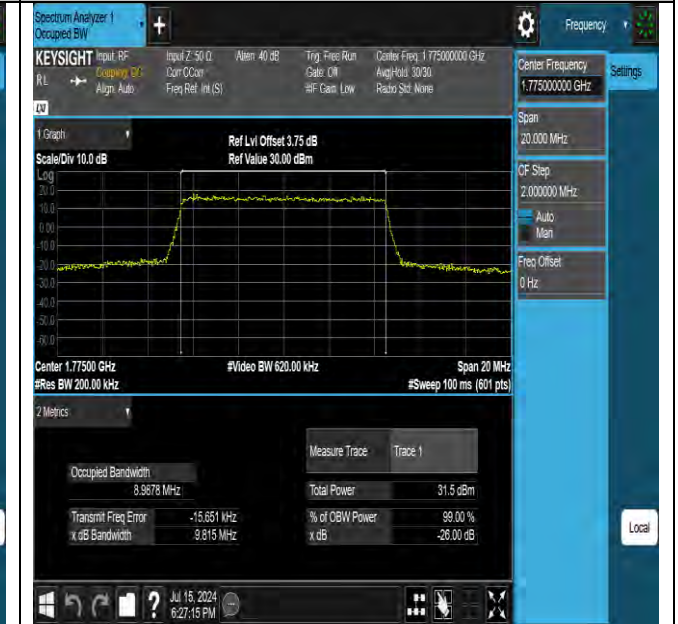 Spectrum Analyzer 1
Occupied BW
Frequency
KEYSIGHT
RL
LXI
Input: RF
Coupling: DC
Align: Auto
Input Z: 50 Ω
Corr CCorr
Freq Ref: Int (S)
Atten: 40 dB
Trig: Free Run
Gate: Off
#IF Gain: Low
Center Freq: 1.775000000 GHz
Avg|Hold: 30/30
Radio Std: None
1 Graph
Scale/Div 10.0 dB
Ref Lvl Offset 3.75 dB
Ref Value 30.00 dBm
Log
20.0
10.0
0.00
-10.0
-20.0
-30.0
-40.0
-50.0
-60.0
Center 1.77500 GHz
#Res BW 200.00 kHz
#Video BW 620.00 kHz
Span 20 MHz
#Sweep 100 ms (601 pts)
2 Metrics
Measure Trace Trace 1
Occupied Bandwidth
8.9878 MHz
Total Power 31.5 dBm
Transmit Freq Error -15.651 kHz
% of OBW Power 99.00 %
x dB Bandwidth 9.815 MHz
x dB -26.00 dB
Jul 15, 2024
6:27:15 PM
Center Frequency
1.775000000 GHz
Settings
Span
20.000 MHz
CF Step
2.000000 MHz
Auto
Man
Freq Offset
0 Hz
Local